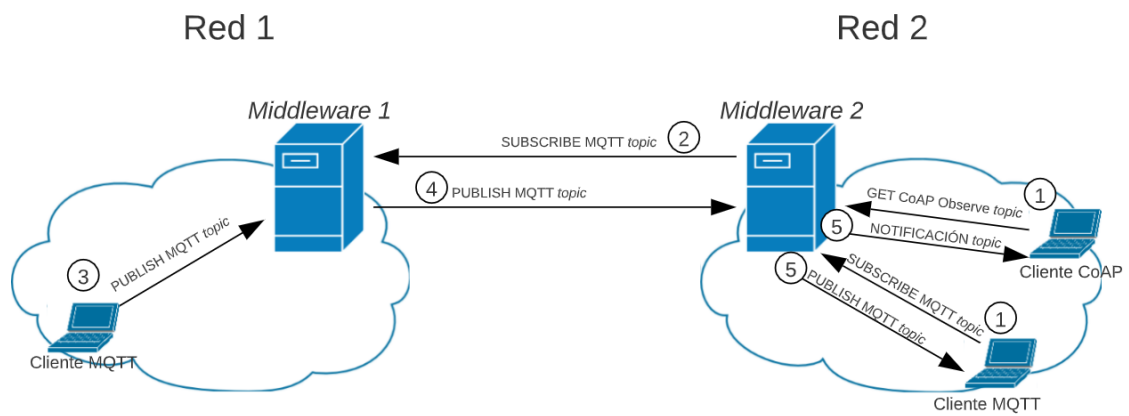 Red 1
Red 2
Middleware 1
Middleware 2
SUBSCRIBE MQTT topic
2
4
PUBLISH MQTT topic
1
GET CoAP Observe topic
5
NOTIFICACIÓN topic
Cliente CoAP
3
PUBLISH MQTT topic
5
SUBSCRIBE MQTT topic
PUBLISH MQTT topic
1
Cliente MQTT
Cliente MQTT